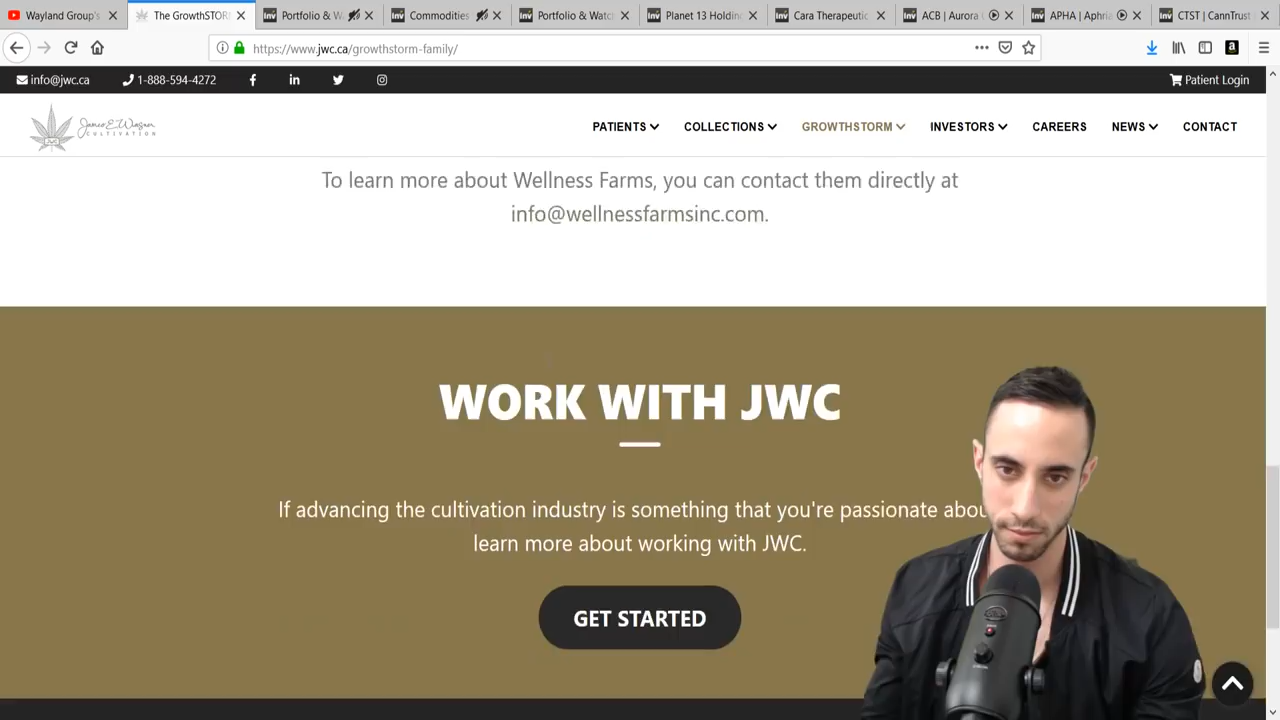 Wayland Group's
The GrowthSTOR
Portfolio & W
Commodities
Portfolio & Watc
Planet 13 Holdin
Cara Therapeutic
ACB | Aurora
APHA | Aphri
CTST | CannTrust
https://www.jwc.ca/growthstorm-family/
info@jwc.ca
1-888-594-4272
Patient Login
James E. Wagner
CULTIVATION
PATIENTS
COLLECTIONS
GROWTHSTORM
INVESTORS
CAREERS
NEWS
CONTACT
To learn more about Wellness Farms, you can contact them directly at
info@wellnessfarmsinc.com.
WORK WITH JWC
If advancing the cultivation industry is something that you're passionate abou
learn more about working with JWC.
GET STARTED